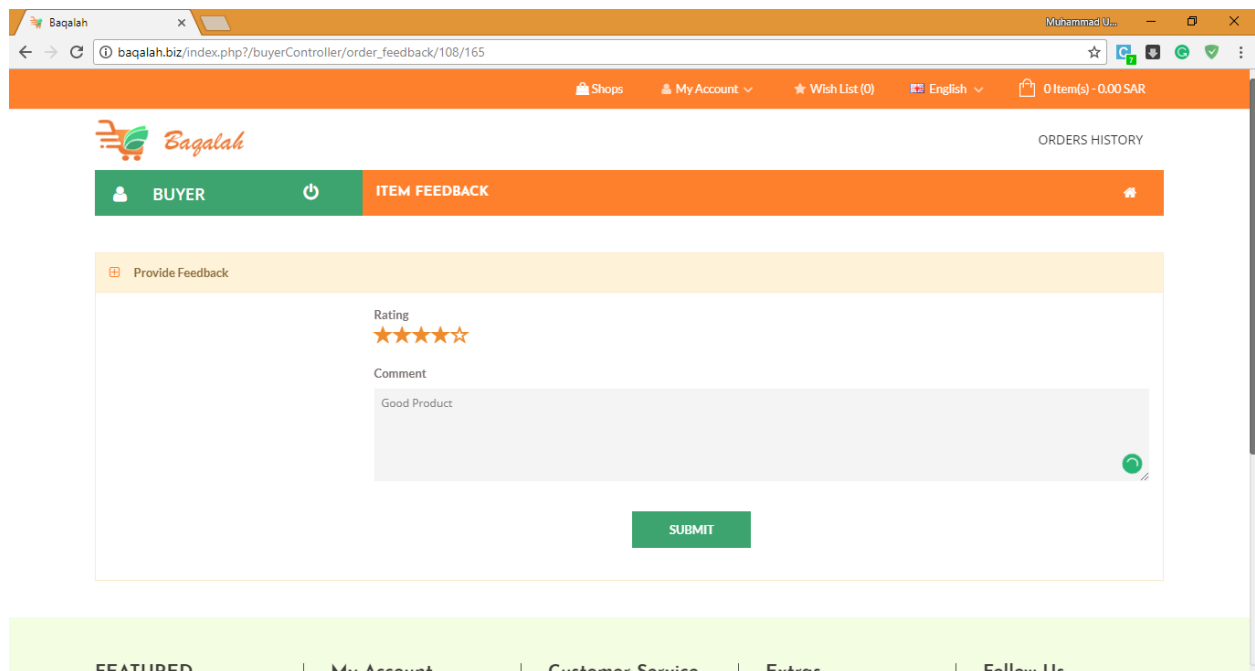 Baqalah
Muhammad U...
baqalah.biz/index.php?/buyerController/order_feedback/108/165
7
Shops My Account Wish List (0) English 0 Item(s) - 0.00 SAR
Baqalah ORDERS HISTORY
BUYER ITEM FEEDBACK
Provide Feedback
Rating
Comment
Good Product
SUBMIT
FEATURED My Account Customer Service Extras Follow Us